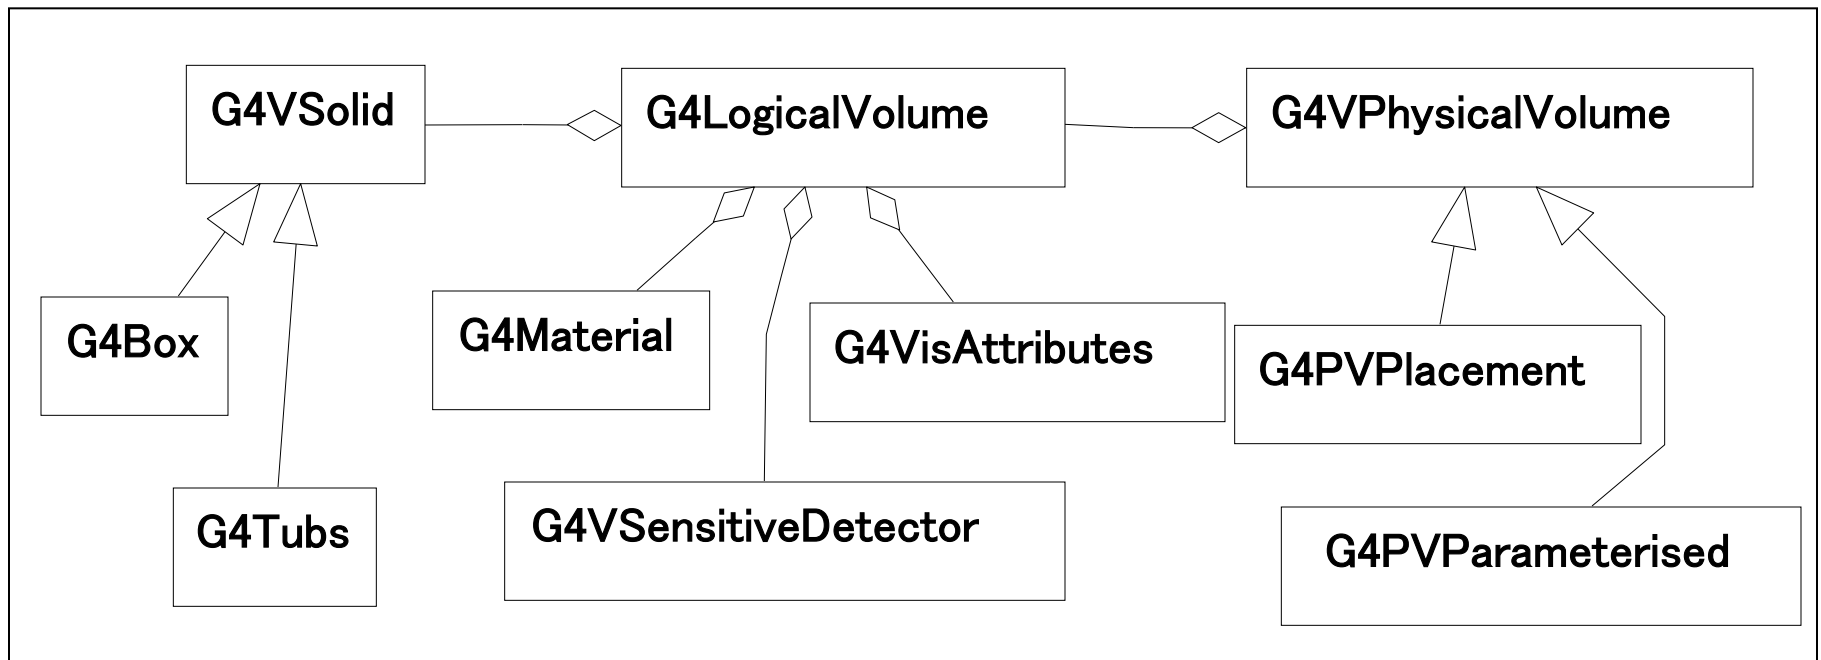 G4VSolid
G4LogicalVolume
G4VPhysicalVolume
G4Box
G4Material
G4VisAttributes
G4PVPlacement
G4Tubs
G4VSensitiveDetector
G4PVParameterised